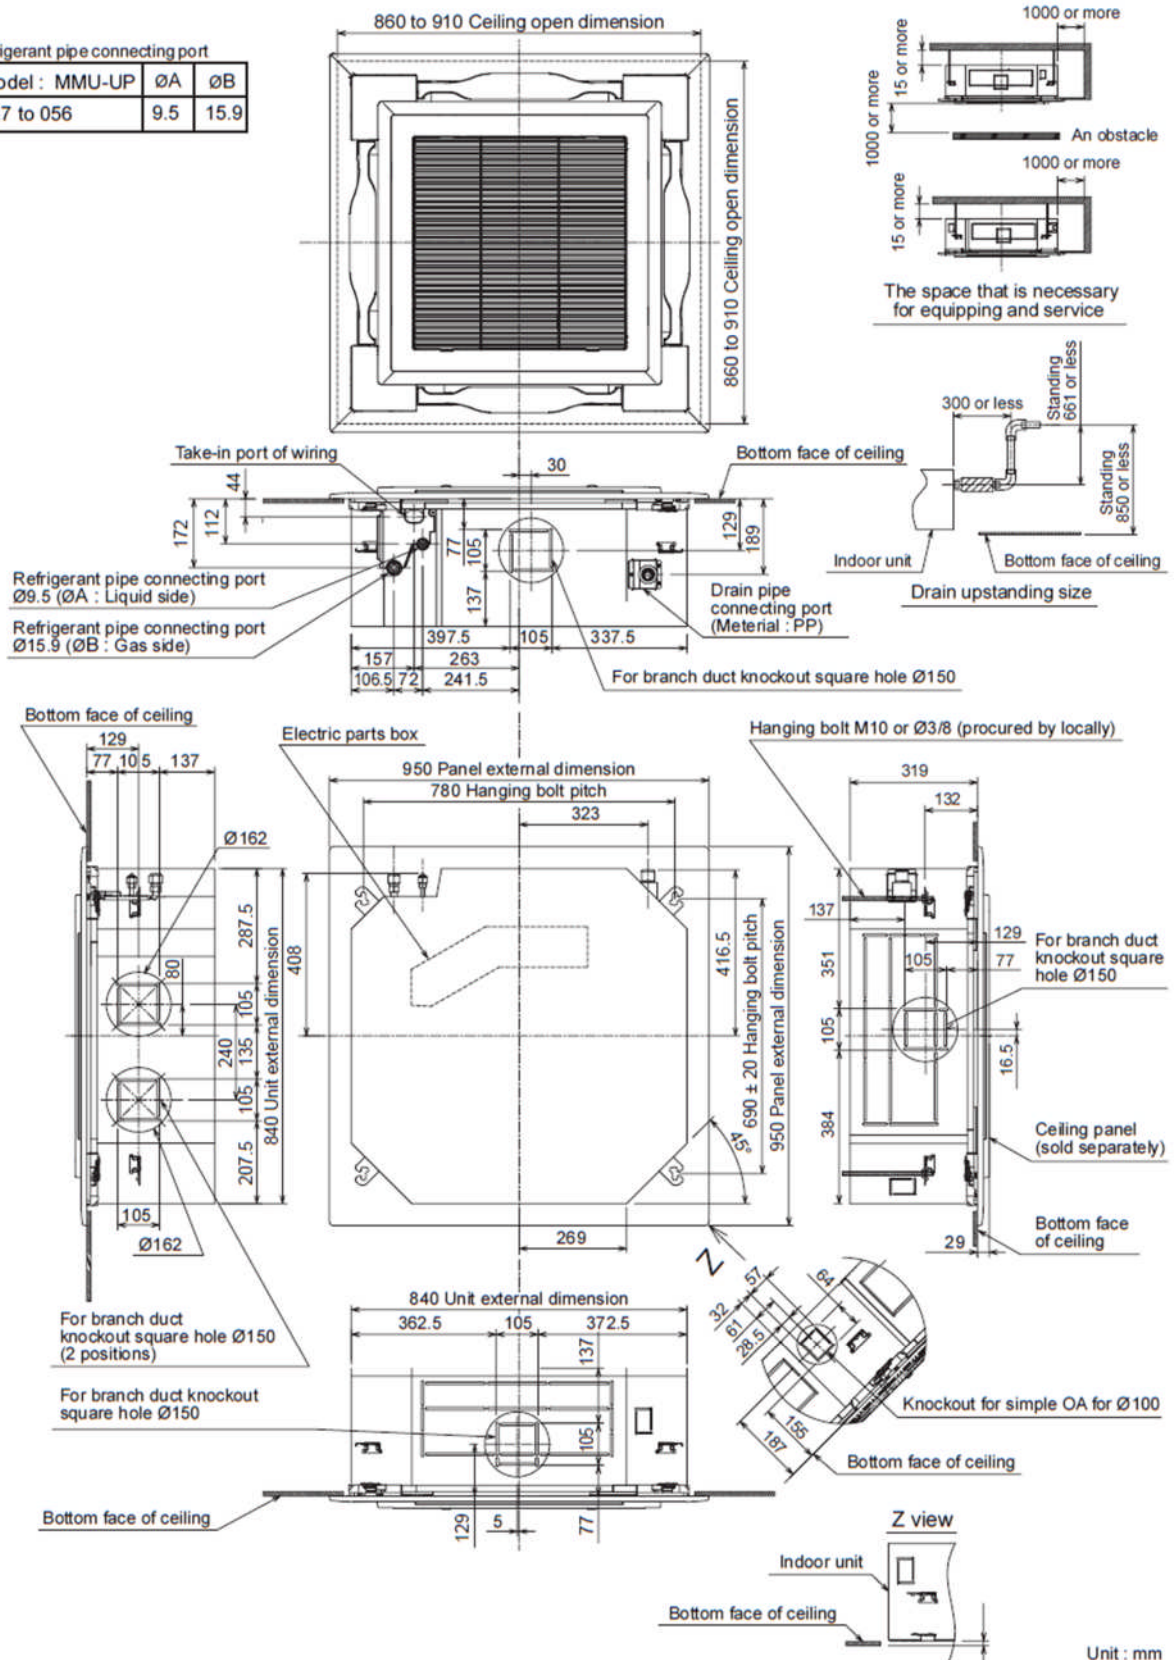 860 to 910 Ceiling open dimension
igerant pipe connecting port
odel : MMU-UP ØA ØB
7 to 056 9.5 15.9
860 to 910 Ceiling open dimension
1000 or more
15 or more
1000 or more
An obstacle
1000 or more
15 or more
The space that is necessary
for equipping and service
300 or less
Standing
661 or less
Standing
850 or less
Indoor unit
Bottom face of ceiling
Drain upstanding size
Take-in port of wiring
30
Bottom face of ceiling
44
112
172
77
105
137
129
189
Refrigerant pipe connecting port
Ø9.5 (ØA : Liquid side)
Refrigerant pipe connecting port
Ø15.9 (ØB : Gas side)
Drain pipe
connecting port
(Meterial : PP)
397.5 105 337.5
157 263
106.5 72 241.5
For branch duct knockout square hole Ø150
Bottom face of ceiling
129
77 105 137
Ø162
80
287.5
105
135
240
105
207.5
840 Unit external dimension
105
Ø162
For branch duct
knockout square hole Ø150
(2 positions)
Electric parts box
950 Panel external dimension
780 Hanging bolt pitch
323
408
416.5
690 ± 20 Hanging bolt pitch
950 Panel external dimension
45°
269
Z
Hanging bolt M10 or Ø3/8 (procured by locally)
319
132
137
351
129
105
77
For branch duct
knockout square
hole Ø150
105
16.5
384
Ceiling panel
(sold separately)
29
Bottom face
of ceiling
840 Unit external dimension
362.5 105 372.5
137
105
For branch duct knockout
square hole Ø150
Bottom face of ceiling
129
5
77
57
64
32
61
28.5
155
187
Knockout for simple OA for Ø100
Bottom face of ceiling
Z view
Indoor unit
Bottom face of ceiling
Unit : mm